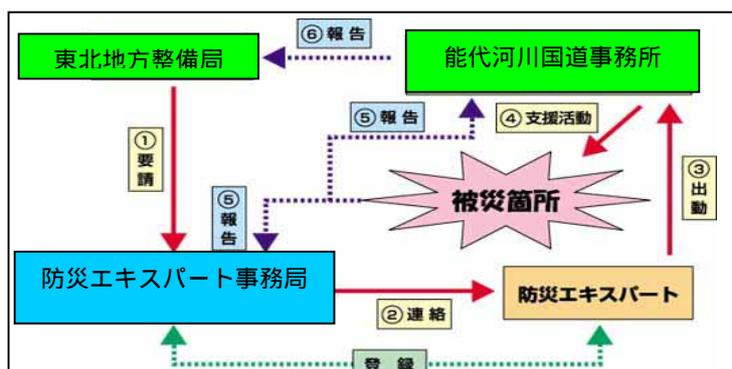 ⑥報告
東北地方整備局
能代河川国道事務所
①要請
⑤報告
④支援活動
③出動
⑤報告
被災箇所
防災エキスパート事務局
②連絡
防災エキスパート
登録